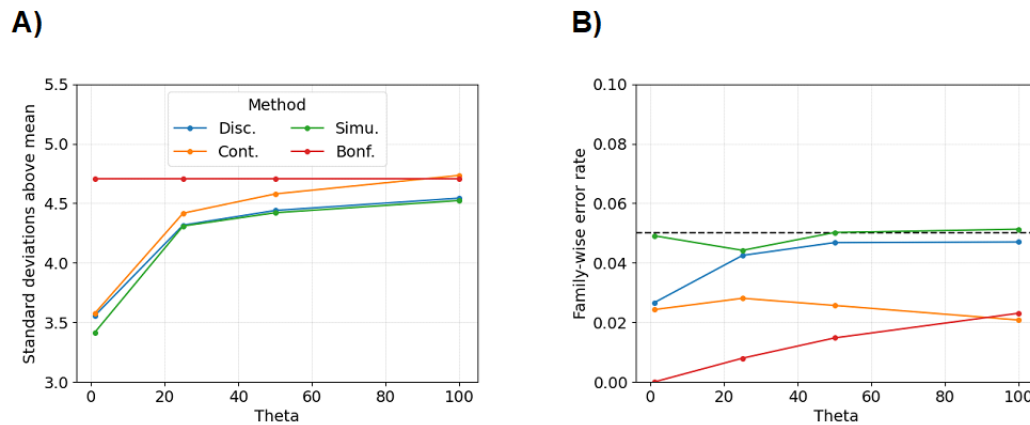 A)
B)
Standard deviations above mean
5.5
5.0
4.5
4.0
3.5
3.0
Method
Disc.
Simu.
Cont.
Bonf.
0
20
40
60
80
100
Theta
Family-wise error rate
0.10
0.08
0.06
0.04
0.02
0.00
0
20
40
60
80
100
Theta